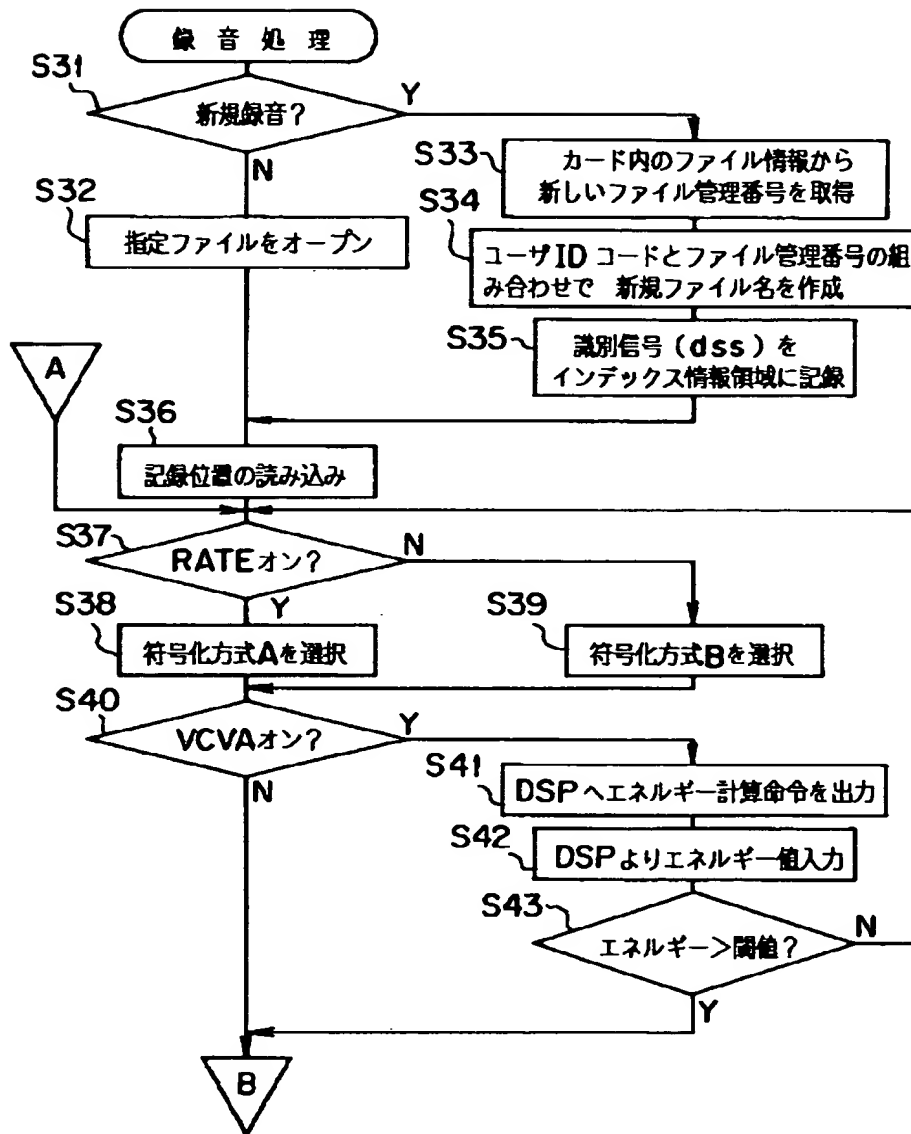 録音処理
S31
新規録音?
Y
N
S33
カード内のファイル情報から
新しいファイル管理番号を取得
S32
指定ファイルをオープン
S34
ユーザIDコードとファイル管理番号の組
み合わせで 新規ファイル名を作成
S35
識別信号(dss)を
インデックス情報領域に記録
A
S36
記録位置の読み込み
S37
RATEオン?
N
Y
S38
符号化方式Aを選択
S39
符号化方式Bを選択
S40
VCVAオン?
Y
N
S41
DSPへエネルギー計算命令を出力
S42
DSPよりエネルギー値入力
S43
エネルギー>閾値?
N
Y
B